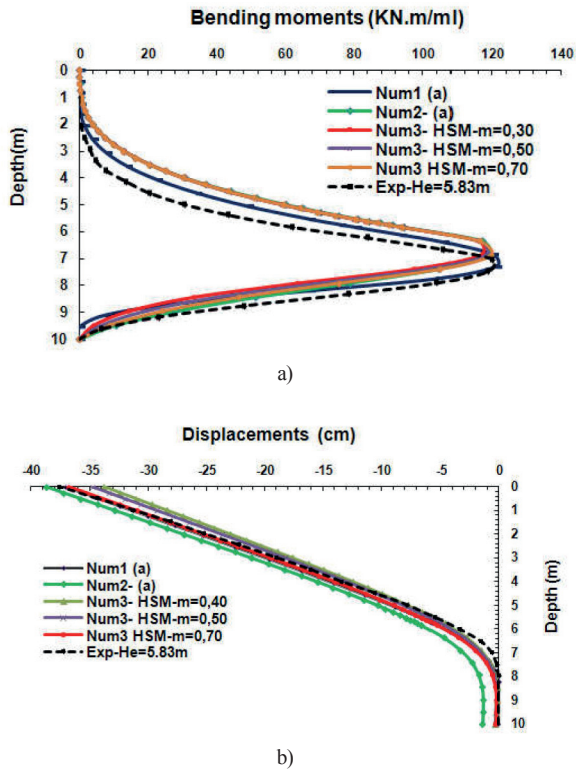 Bending moments (KN.m/ml)
0 20 40 60 80 100 120 140
0
1
2
3
4
5
6
7
8
9
10
Depth(m)
Num1 (a)
Num2- (a)
Num3- HSM-m=0,30
Num3- HSM-m=0,50
Num3 HSM-m=0,70
Exp-He=5.83m
a)
Displacements (cm)
-40 -35 -30 -25 -20 -15 -10 -5 0
0
1
2
3
4
5
6
7
8
9
10
Depth (m)
Num1 (a)
Num2- (a)
Num3- HSM-m=0,40
Num3- HSM-m=0,50
Num3 HSM-m=0,70
Exp-He=5.83m
b)